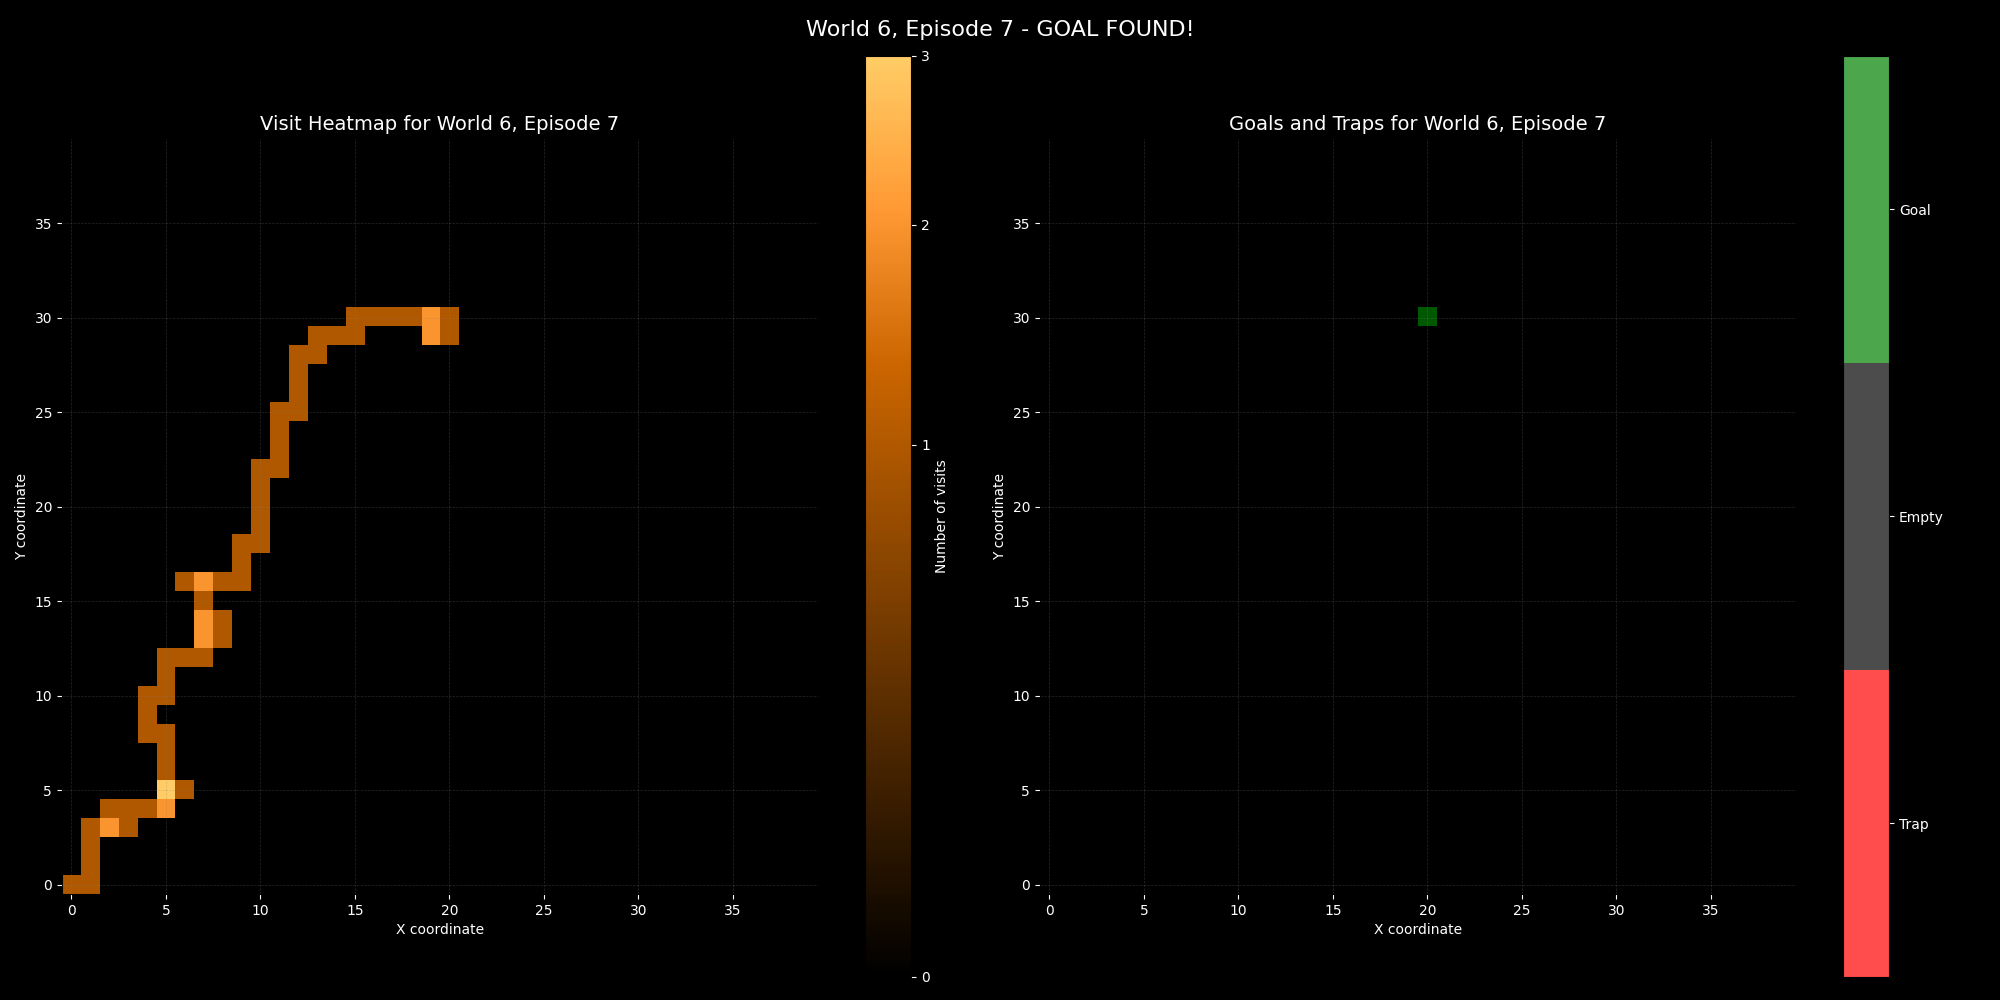 World 6, Episode 7 - GOAL FOUND!
Visit Heatmap for World 6, Episode 7
35
30
25
20
15
10
5
0
Y coordinate
0 5 10 15 20 25 30 35
X coordinate
3
2
1
0
Number of visits
Goals and Traps for World 6, Episode 7
35
30
25
20
15
10
5
0
Y coordinate
0 5 10 15 20 25 30 35
X coordinate
Goal
Empty
Trap